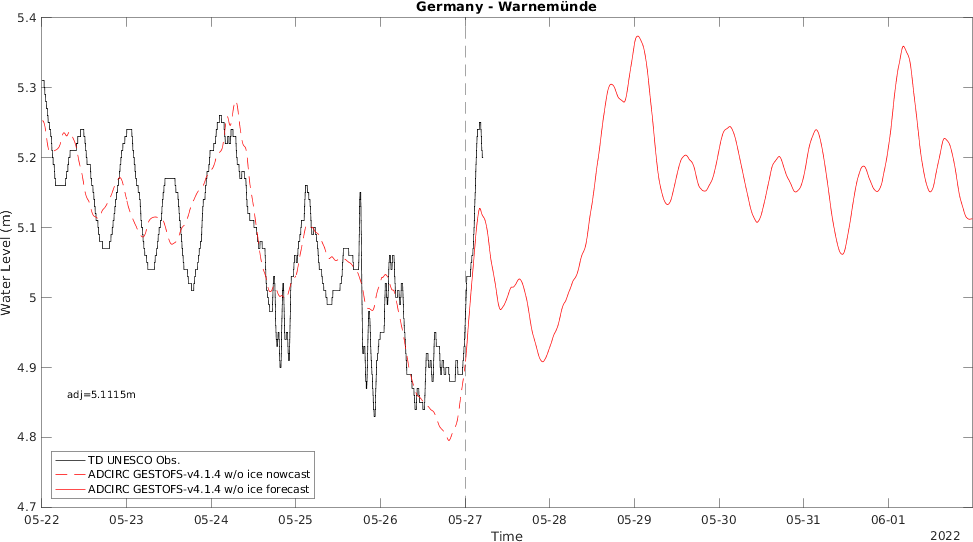 Germany - Warnemünde
5.4
5.3
5.2
5.1
5
4.9
4.8
4.7
Water Level (m)
adj=5.1115m
TD UNESCO Obs.
ADCIRC GESTOFS-v4.1.4 w/o ice nowcast
ADCIRC GESTOFS-v4.1.4 w/o ice forecast
05-22 05-23 05-24 05-25 05-26 05-27 05-28 05-29 05-30 05-31 06-01
Time
2022